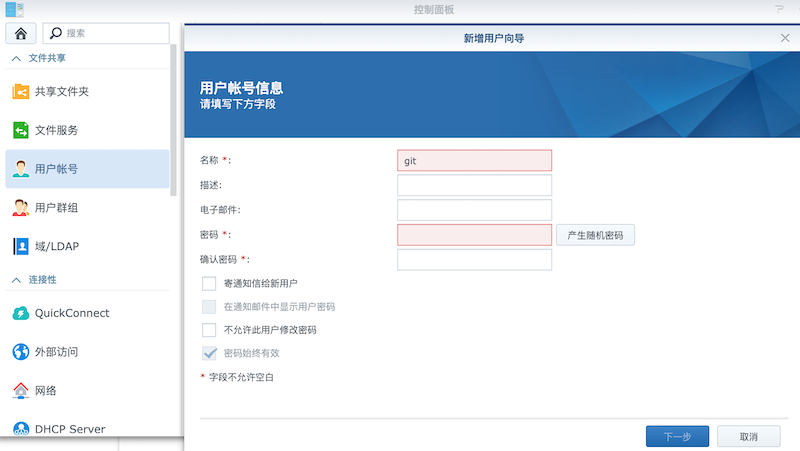 控制面板
搜索
文件共享
共享文件夹
文件服务
用户帐号
用户群组
域/LDAP
连接性
QuickConnect
外部访问
网络
DHCP Server
新增用户向导
用户帐号信息
请填写下方字段
名称 *:
git
描述:
电子邮件:
密码 *:
产生随机密码
确认密码 *:
寄通知信给新用户
在通知邮件中显示用户密码
不允许此用户修改密码
密码始终有效
* 字段不允许空白
下一步
取消